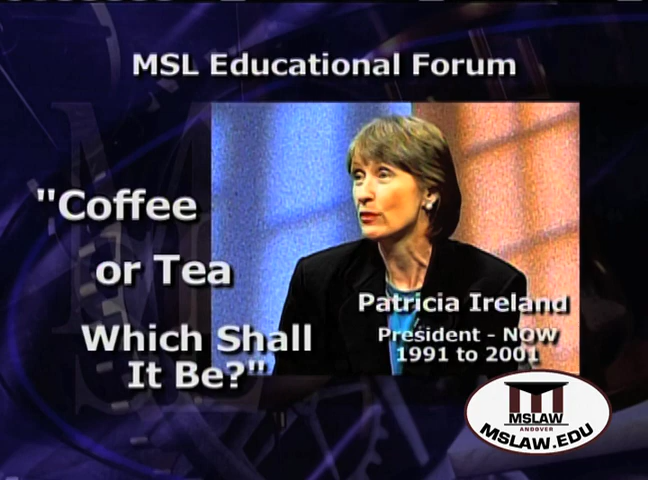 MSL Educational Forum
"Coffee
or Tea
Which Shall
It Be?"
Patricia Ireland
President - NOW
1991 to 2001
MSLAW
ANDOVER
MSLAW.EDU